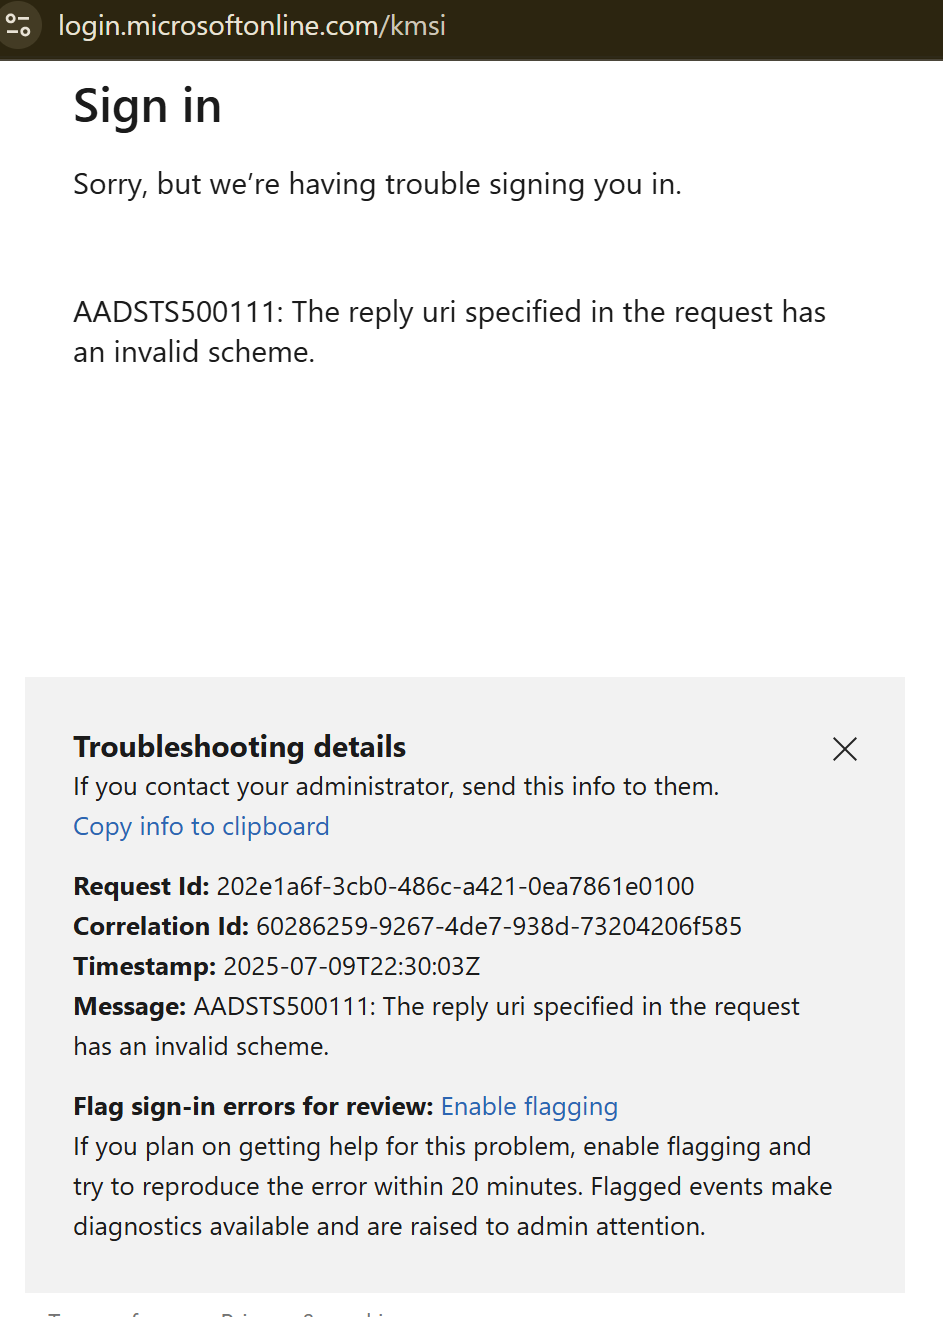 login.microsoftonline.com/kmsi
Sign in
Sorry, but we’re having trouble signing you in.
AADSTS500111: The reply uri specified in the request has
an invalid scheme.
Troubleshooting details
If you contact your administrator, send this info to them.
Copy info to clipboard
Request Id: 202e1a6f-3cb0-486c-a421-0ea7861e0100
Correlation Id: 60286259-9267-4de7-938d-73204206f585
Timestamp: 2025-07-09T22:30:03Z
Message: AADSTS500111: The reply uri specified in the request
has an invalid scheme.
Flag sign-in errors for review: Enable flagging
If you plan on getting help for this problem, enable flagging and
try to reproduce the error within 20 minutes. Flagged events make
diagnostics available and are raised to admin attention.